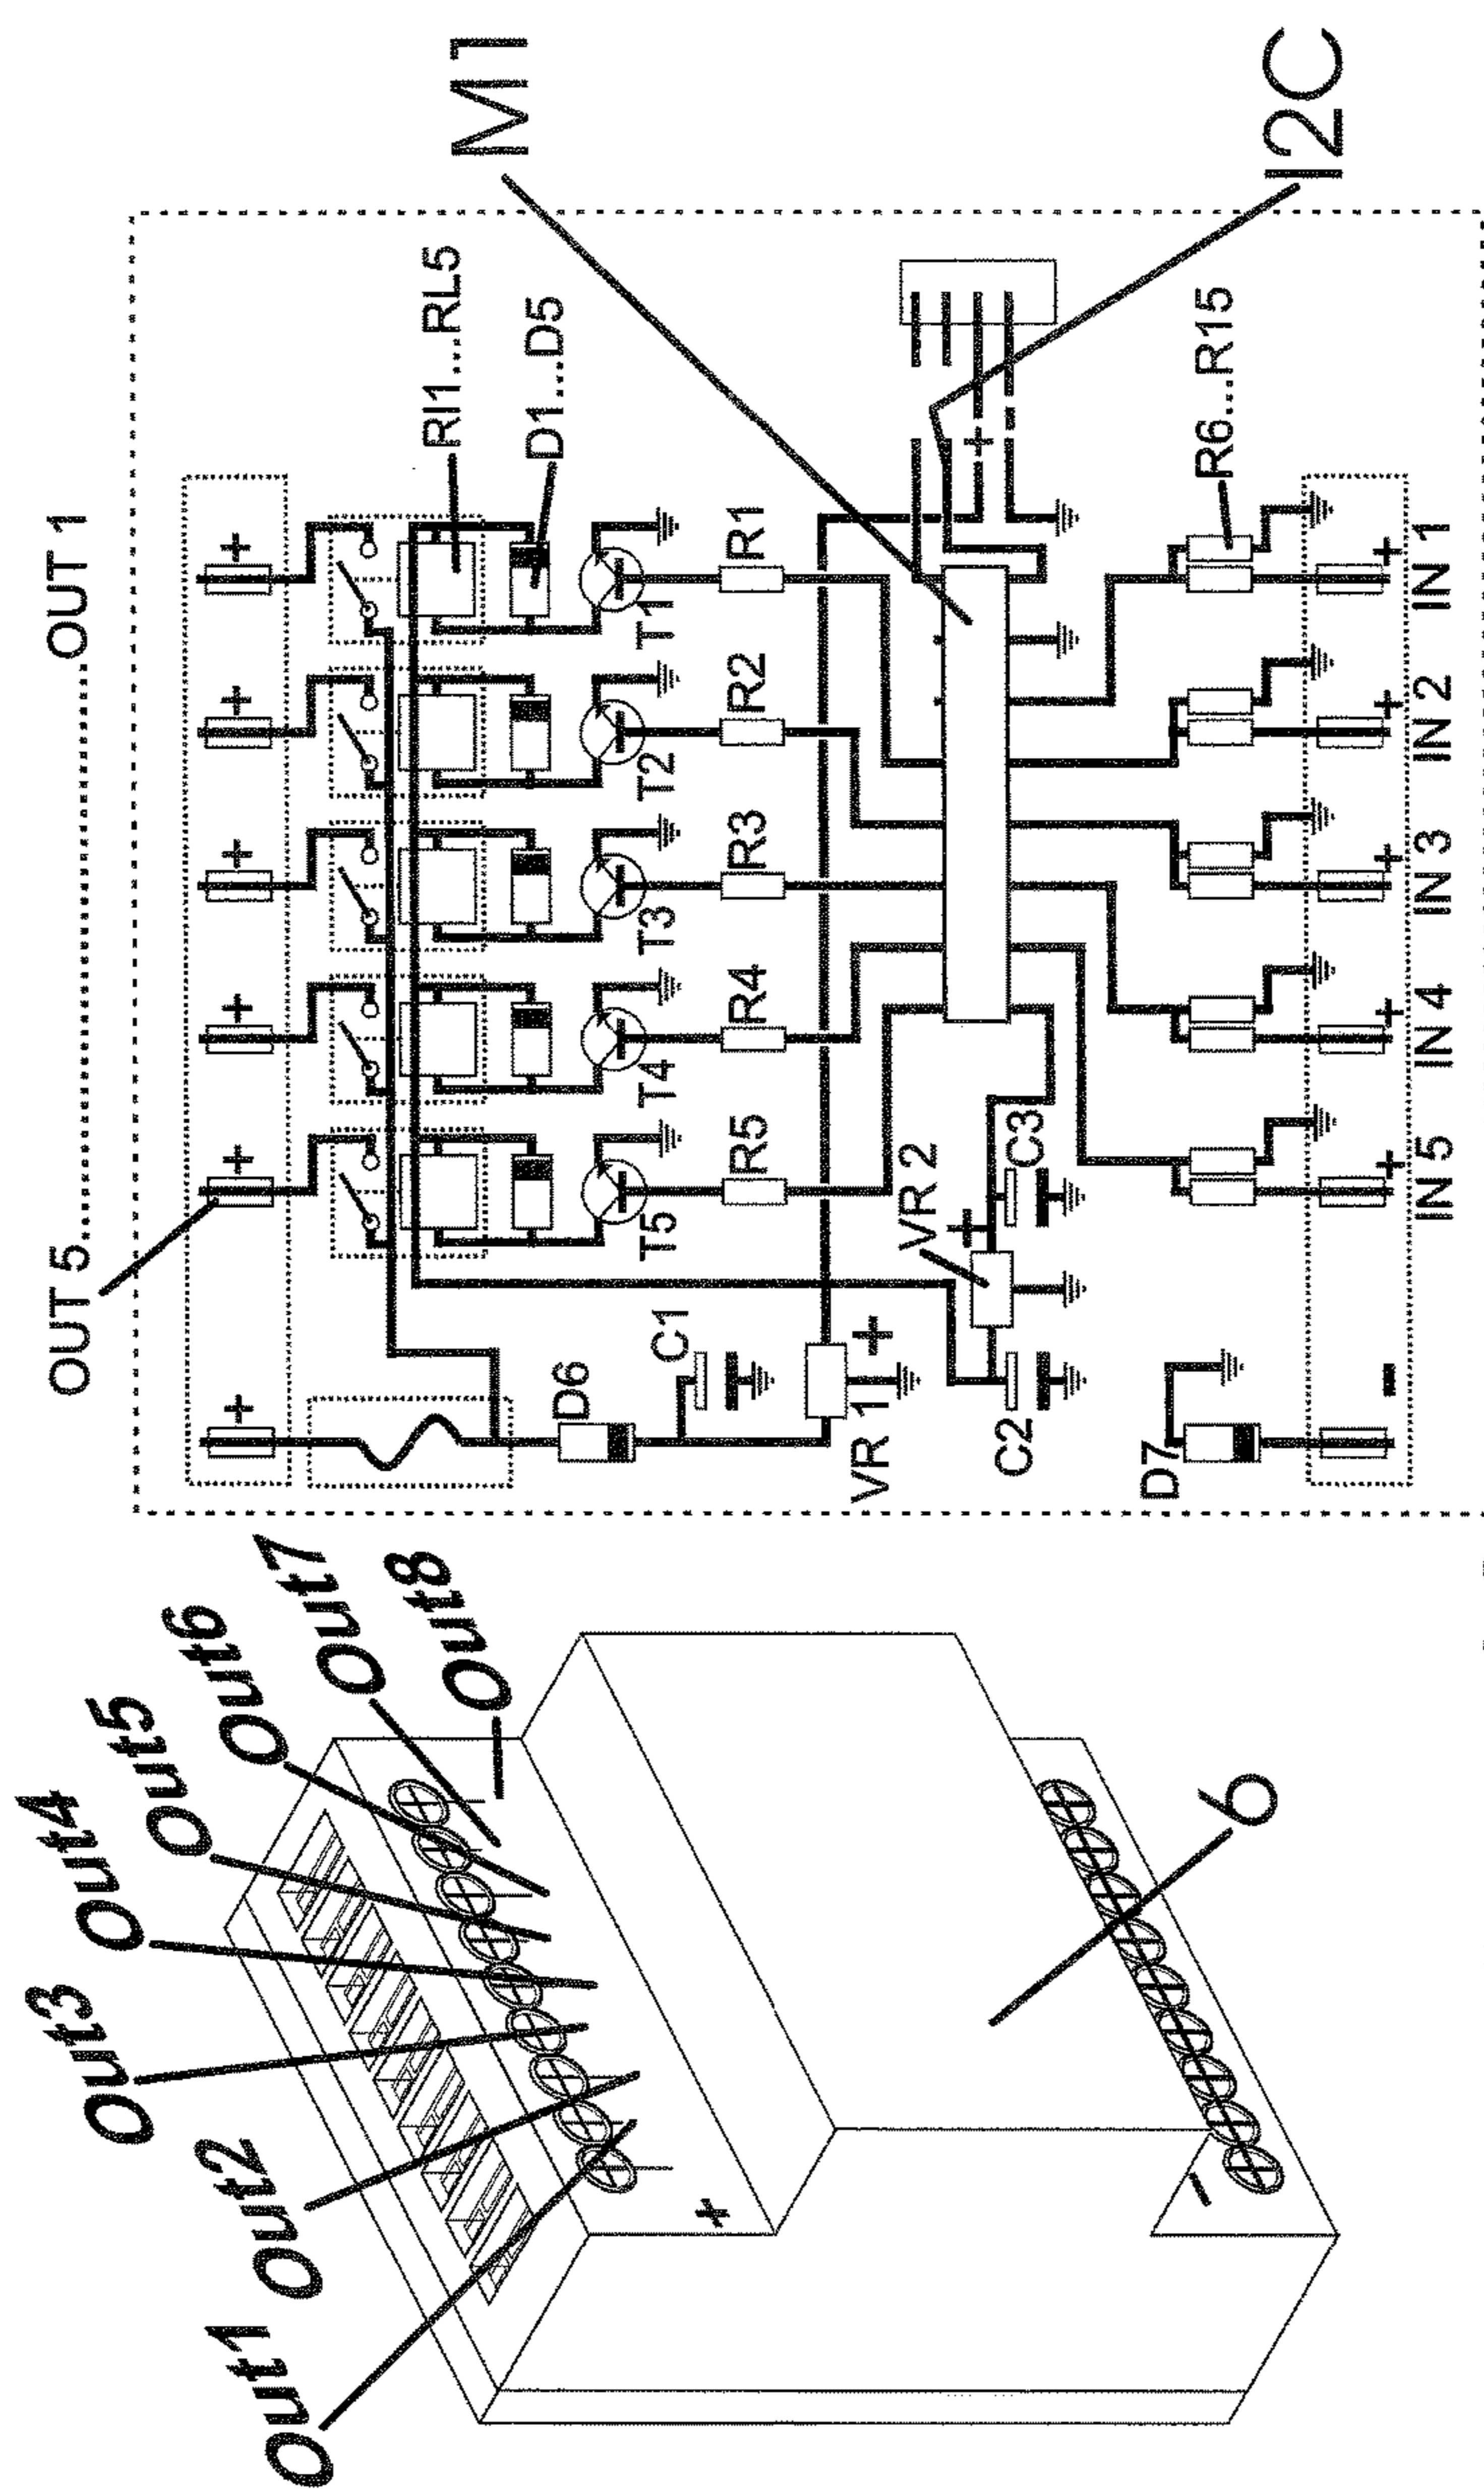 OUT 5 OUT 1
+ + + + + +
RI1...RL5
D1...D5
T5 T4 T3 T2 T1
D6
R5 R4 R3 R2 R1
C1
M1
VR 1 +
VR 2 +
+
C2 C3
I2C
D7
R6...R15
- + + + + +
IN 5 IN 4 IN 3 IN 2 IN 1
Out1
Out2
Out3
Out4
Out5
Out6
Out7
Out8
+
-
6